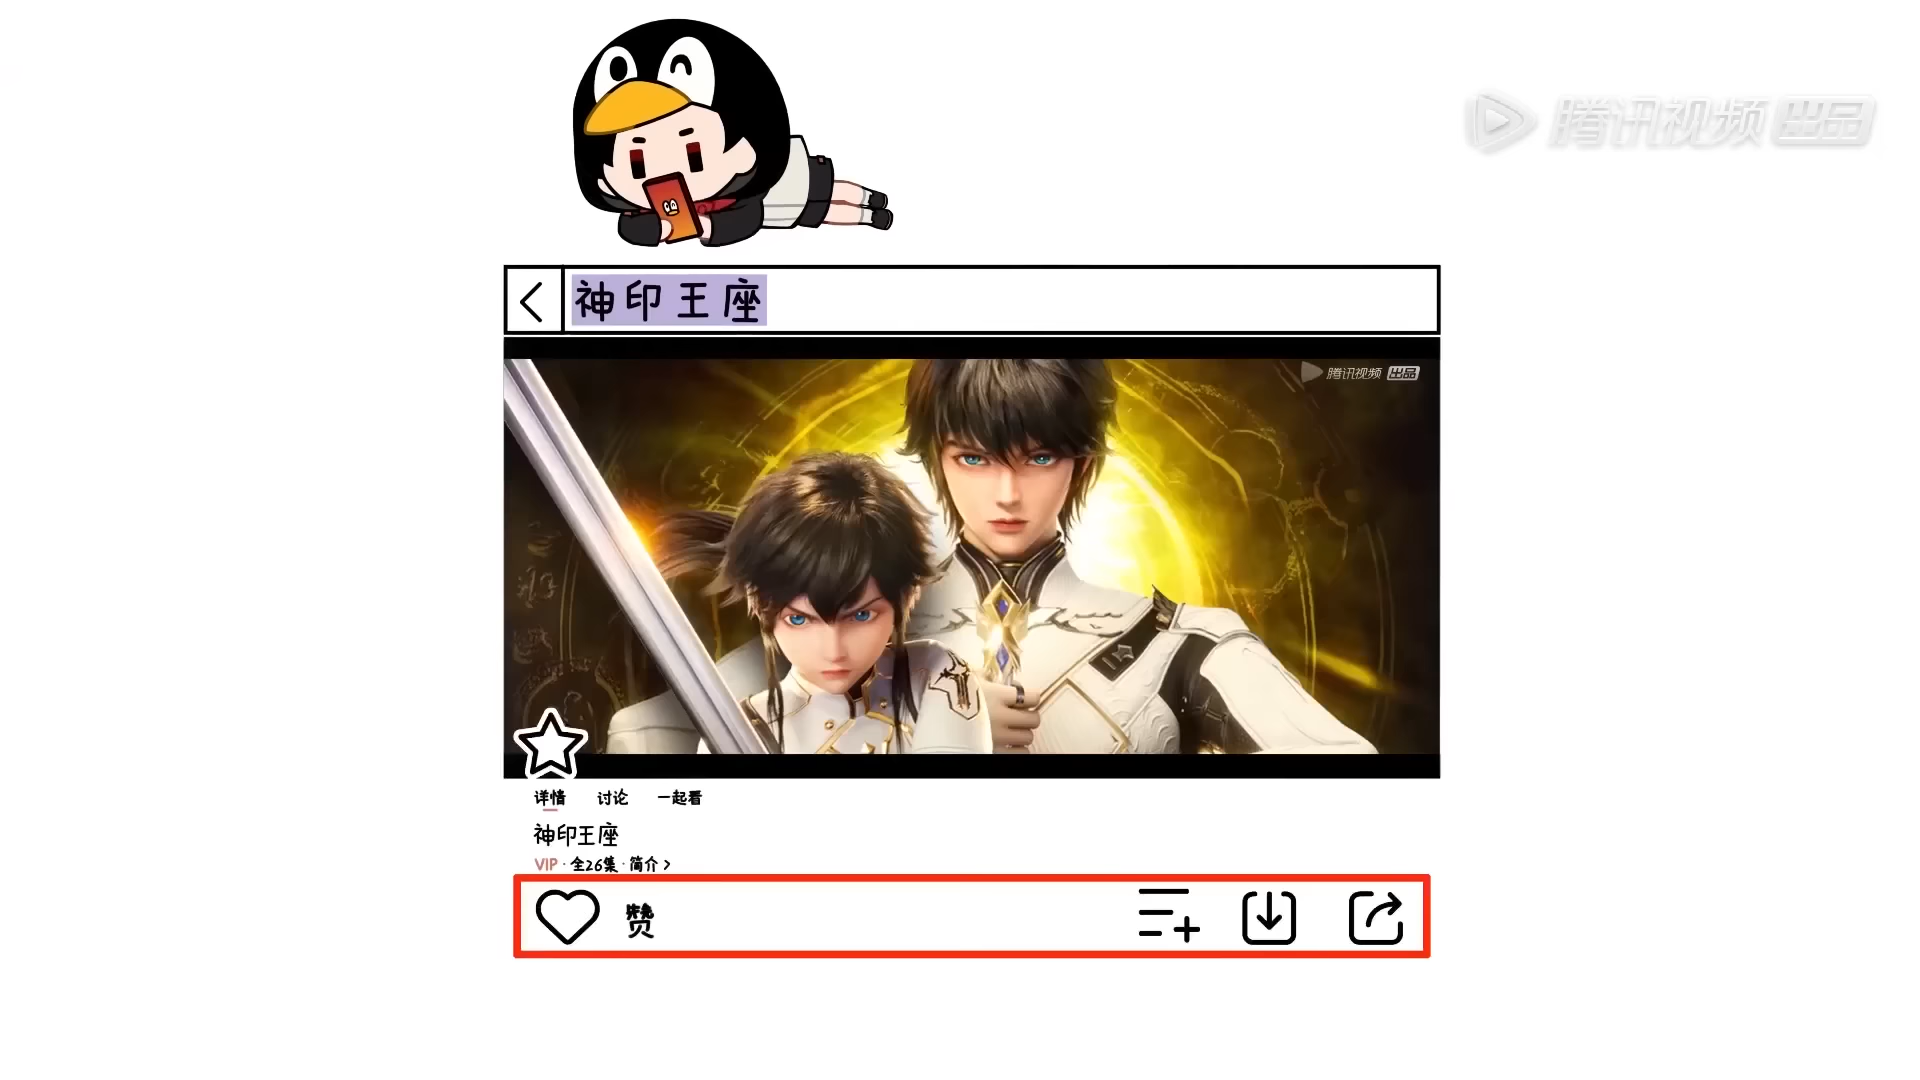 腾讯视频 出品
神印王座
腾讯视频 出品
详情 讨论 一起看
神印王座
VIP · 全26集 · 简介 >
赞